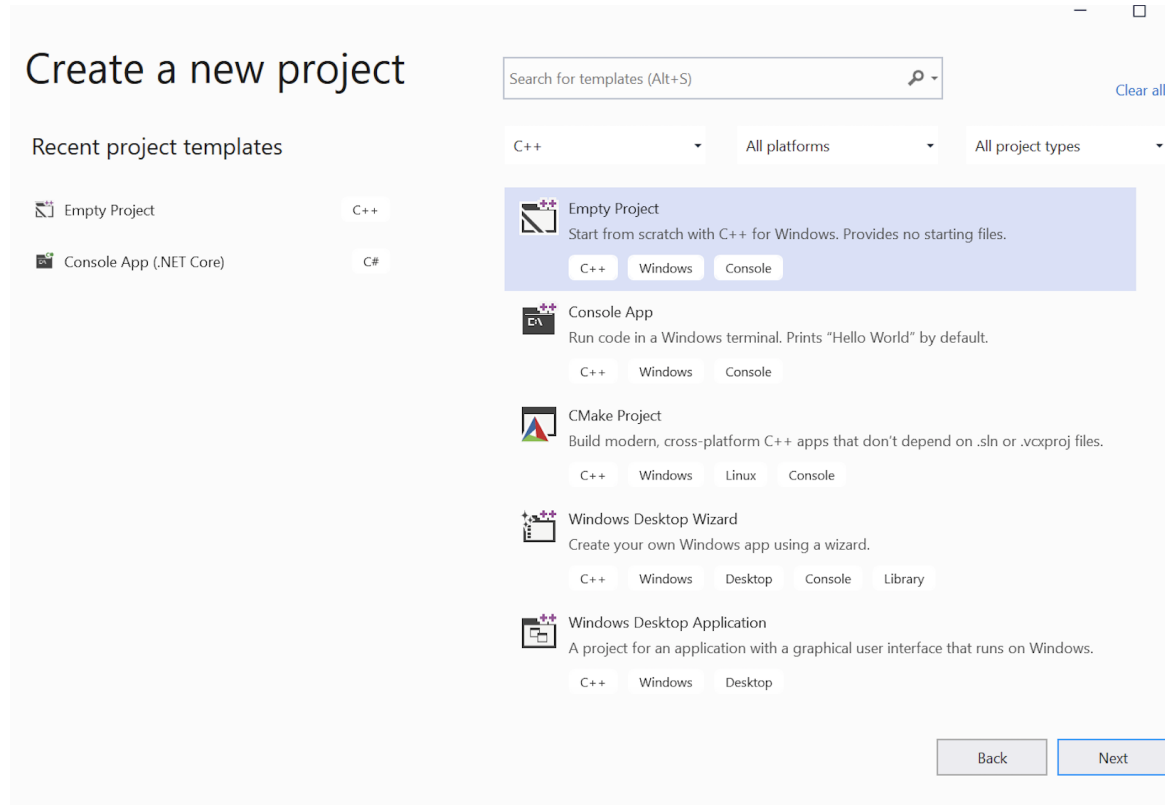 Create a new project
Search for templates (Alt+S)
Clear all
Recent project templates
C++
All platforms
All project types
Empty Project C++
Console App (.NET Core) C#
Empty Project
Start from scratch with C++ for Windows. Provides no starting files.
C++ Windows Console
Console App
Run code in a Windows terminal. Prints “Hello World” by default.
C++ Windows Console
CMake Project
Build modern, cross-platform C++ apps that don’t depend on .sln or .vcxproj files.
C++ Windows Linux Console
Windows Desktop Wizard
Create your own Windows app using a wizard.
C++ Windows Desktop Console Library
Windows Desktop Application
A project for an application with a graphical user interface that runs on Windows.
C++ Windows Desktop
Back Next